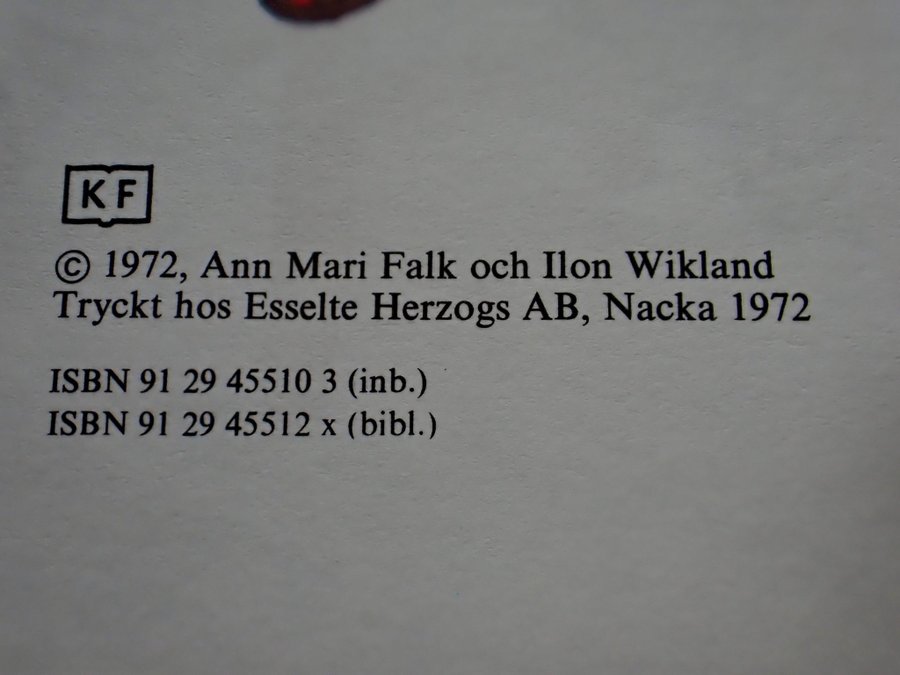 KF
© 1972, Ann Mari Falk och Ilon Wikland
Tryckt hos Esselte Herzogs AB, Nacka 1972
ISBN 91 29 45510 3 (inb.)
ISBN 91 29 45512 x (bibl.)